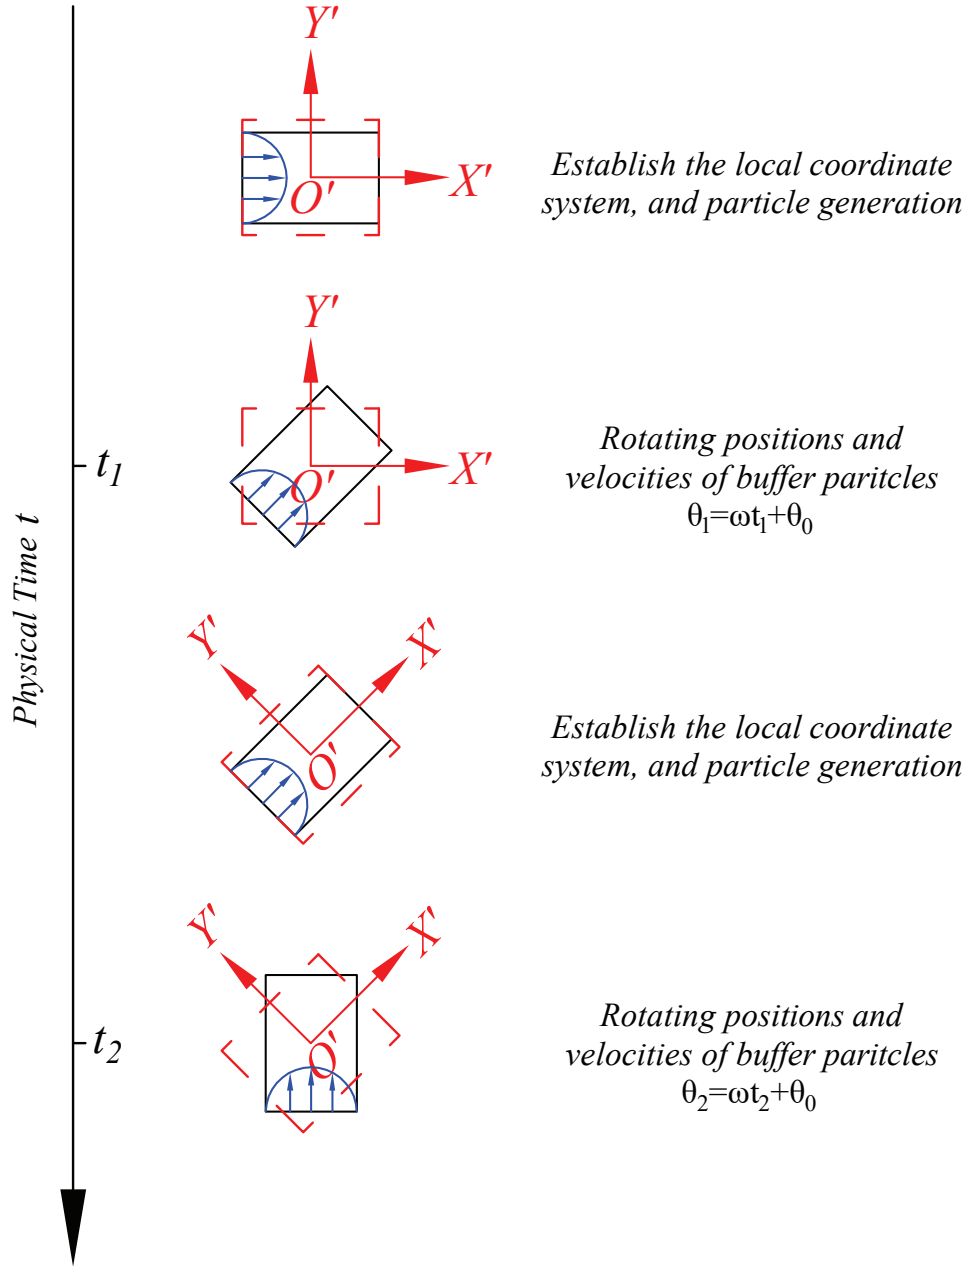 Y'
X'
O'
Establish the local coordinate
system, and particle generation
Y'
X'
O'
t1
Rotating positions and
velocities of buffer paritcles
θ1=ωt1+θ0
Physical Time t
Y'
X'
O'
Establish the local coordinate
system, and particle generation
Y'
X'
O'
t2
Rotating positions and
velocities of buffer paritcles
θ2=ωt2+θ0